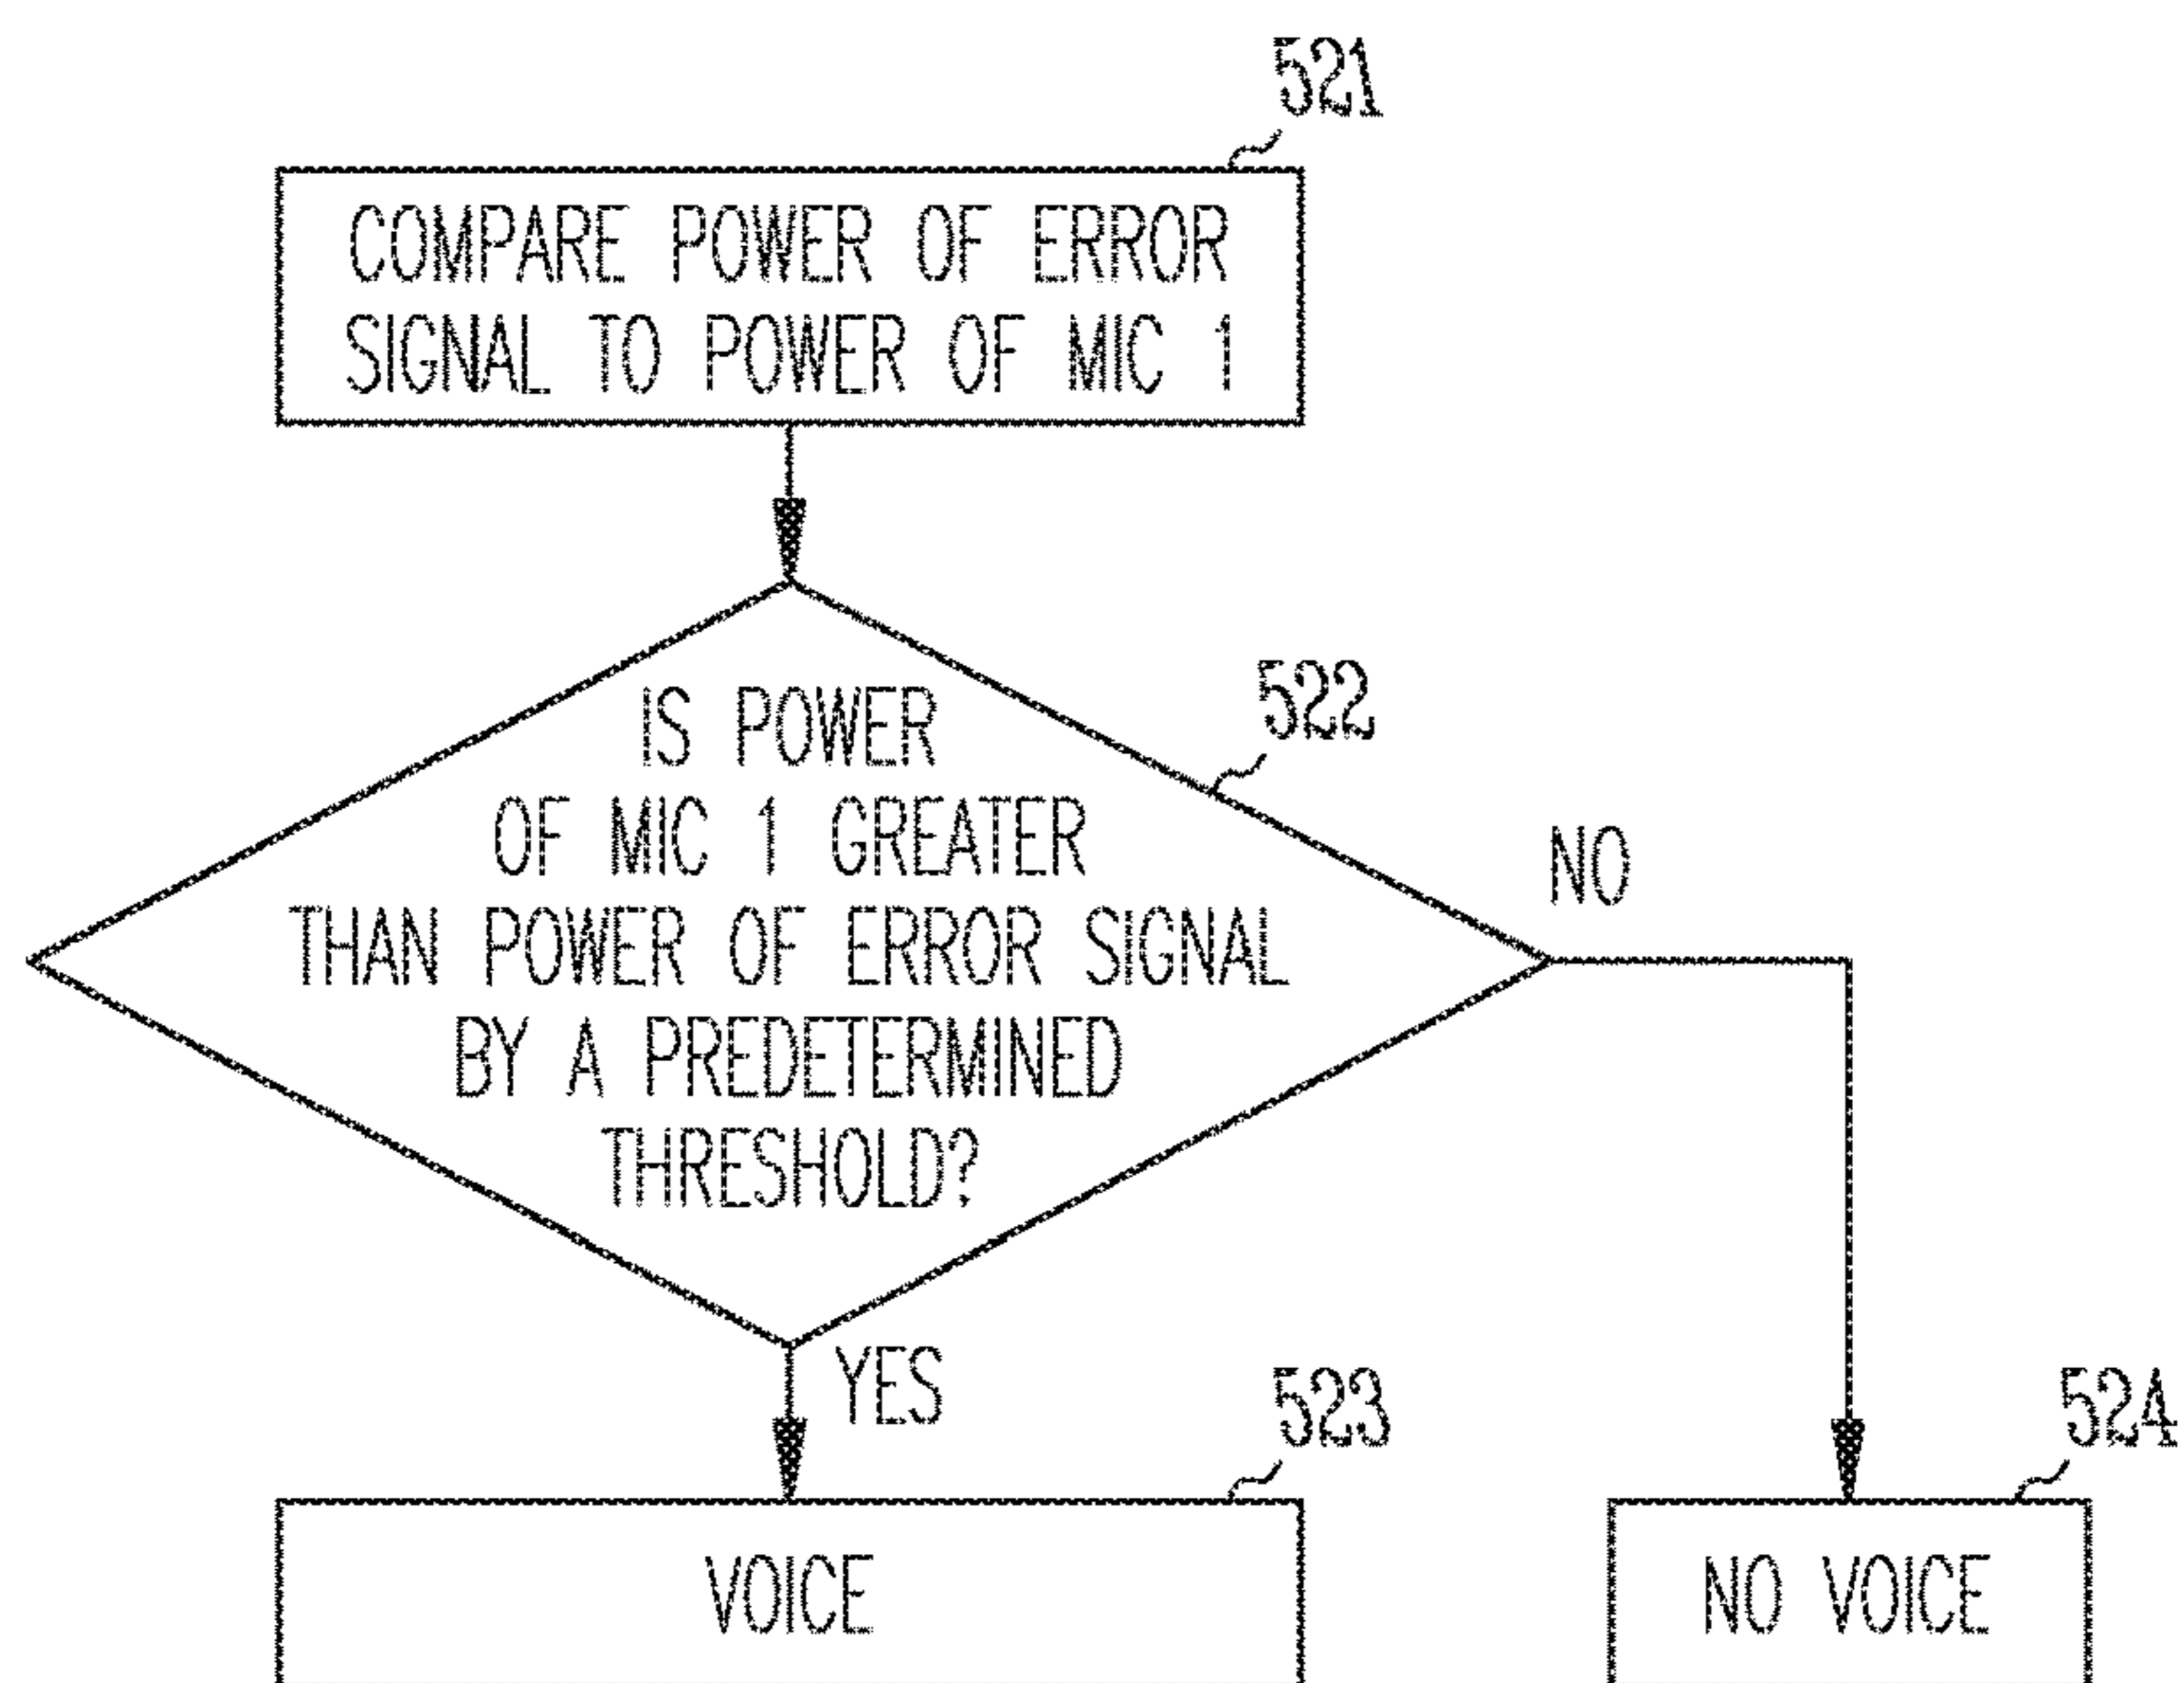 521
COMPARE POWER OF ERROR
SIGNAL TO POWER OF MIC 1
522
IS POWER
OF MIC 1 GREATER
THAN POWER OF ERROR SIGNAL
BY A PREDETERMINED
THRESHOLD?
NO
YES
523
524
VOICE
NO VOICE